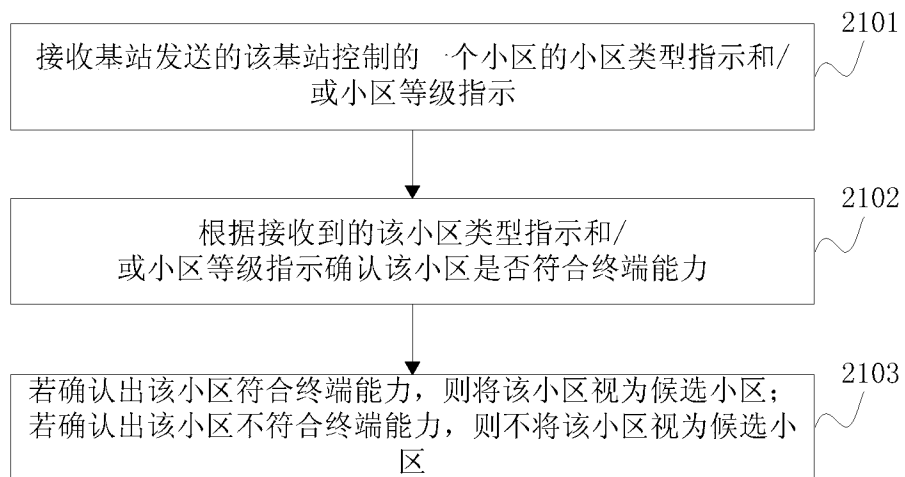 2101
接收基站发送的该基站控制的一个小区的小区类型指示和/
或小区等级指示
2102
根据接收到的该小区类型指示和/
或小区等级指示确认该小区是否符合终端能力
2103
若确认出该小区符合终端能力，则将该小区视为候选小区；
若确认出该小区不符合终端能力，则不将该小区视为候选小
区